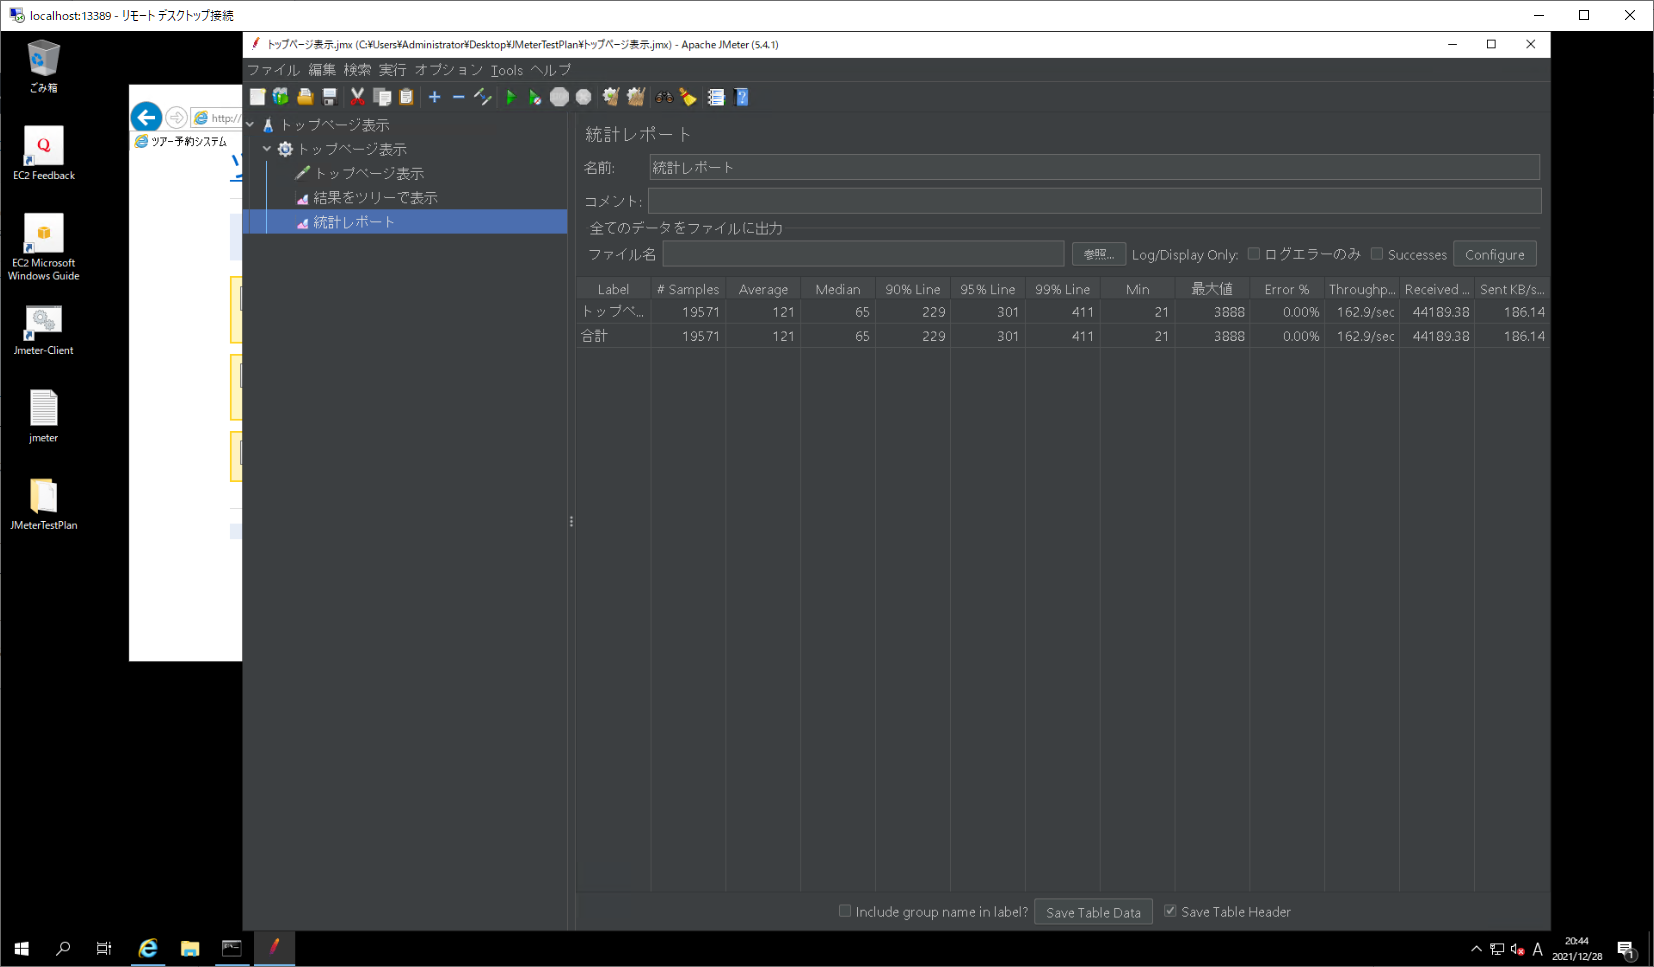 localhost:13389 - リモート デスクトップ接続
ごみ箱
EC2 Feedback
EC2 Microsoft
Windows Guide
Jmeter-Client
jmeter
JMeterTestPlan
http://
ツアー予約システム
トップページ表示.jmx (C:¥Users¥Administrator¥Desktop¥JMeterTestPlan¥トップページ表示.jmx) - Apache JMeter (5.4.1)
ファイル 編集 検索 実行 オプション Tools ヘルプ
トップページ表示
トップページ表示
トップページ表示
結果をツリーで表示
統計レポート
統計レポート
名前: 統計レポート
コメント:
全てのデータをファイルに出力
ファイル名 参照... Log/Display Only: ログエラーのみ Successes Configure
Label # Samples Average Median 90% Line 95% Line 99% Line Min 最大値 Error % Throughp... Received ... Sent KB/s...
トップペ... 19571 121 65 229 301 411 21 3888 0.00% 162.9/sec 44189.38 186.14
合計 19571 121 65 229 301 411 21 3888 0.00% 162.9/sec 44189.38 186.14
Include group name in label? Save Table Data Save Table Header
A
20:44
2021/12/28
1